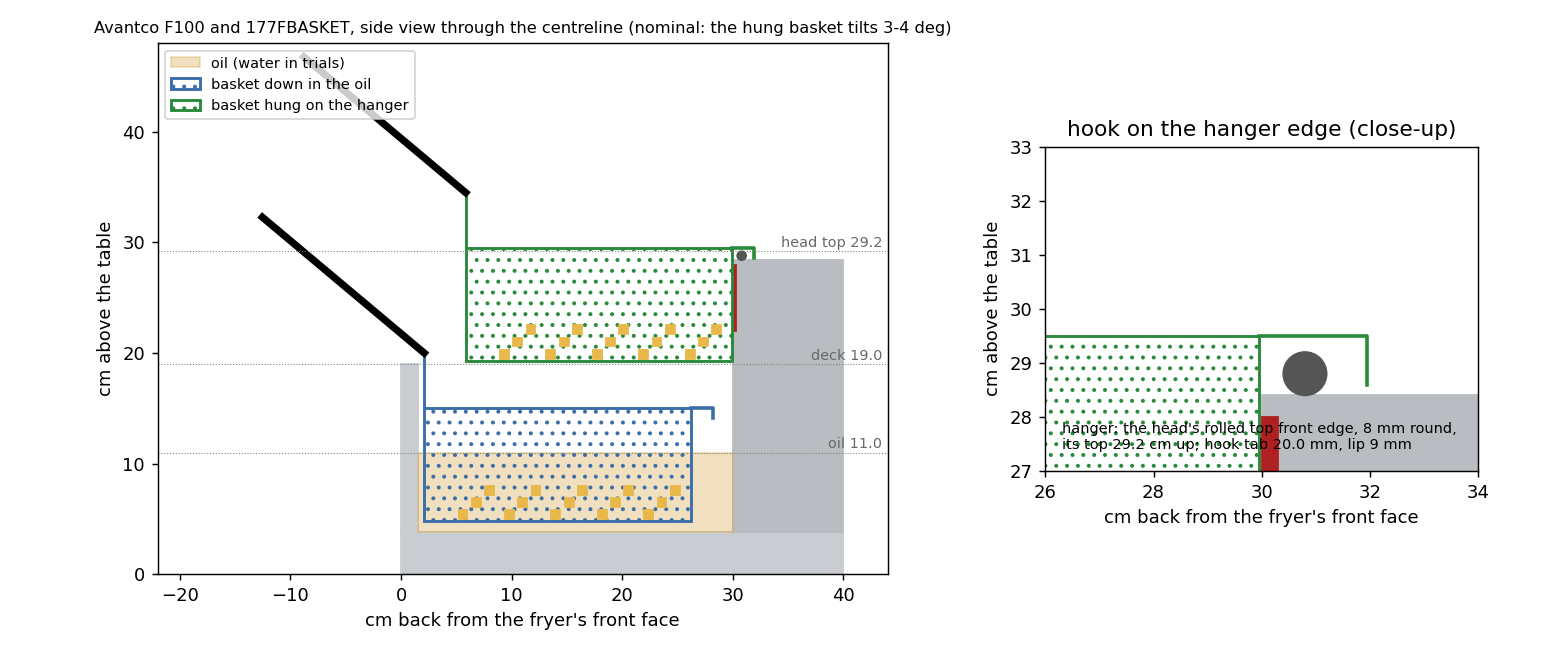 Avantco F100 and 177FBASKET, side view through the centreline (nominal: the hung basket tilts 3-4 deg)
oil (water in trials)
basket down in the oil
basket hung on the hanger
head top 29.2
deck 19.0
oil 11.0
cm above the table
0
10
20
30
40
−20
−10
0
10
20
30
40
cm back from the fryer's front face
hook on the hanger edge (close-up)
cm above the table
33
32
31
30
29
28
27
hanger: the head's rolled top front edge, 8 mm round,
its top 29.2 cm up; hook tab 20.0 mm, lip 9 mm
26
28
30
32
34
cm back from the fryer's front face